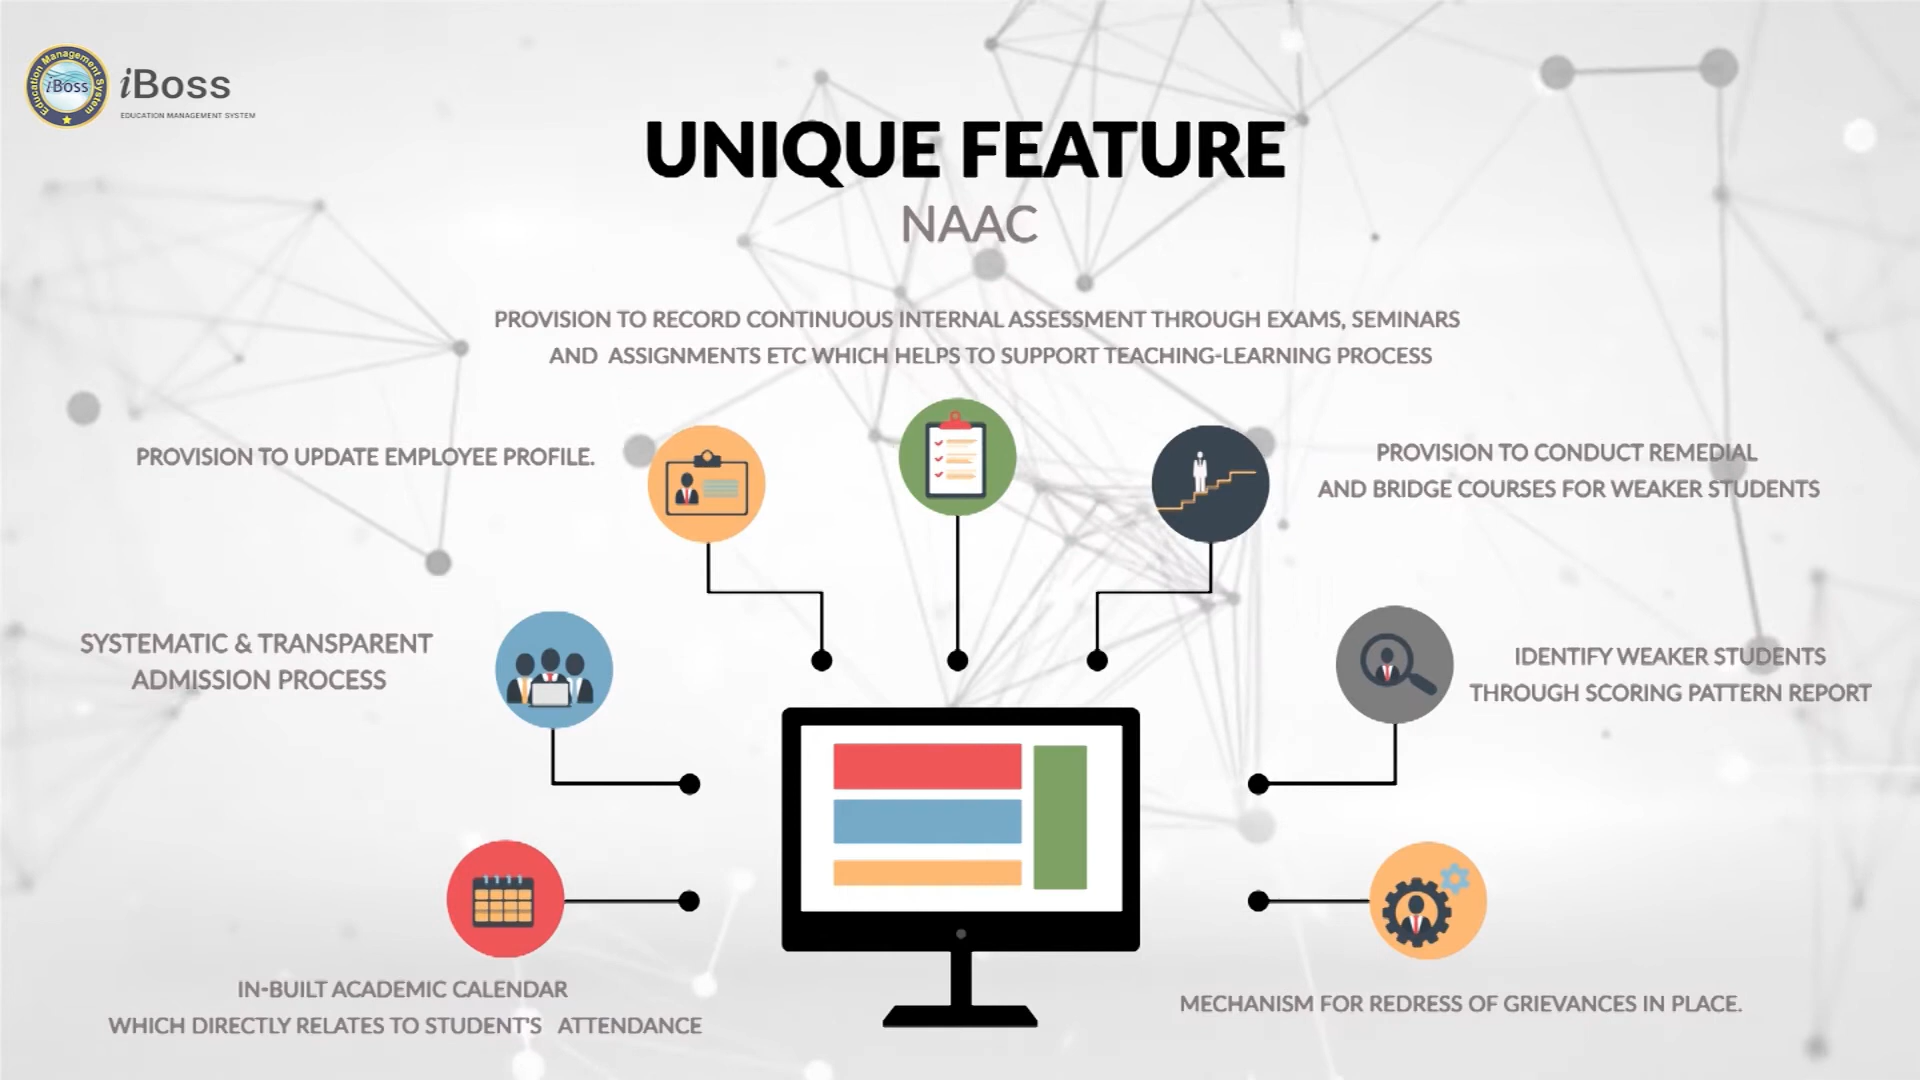 Education Management System
iBoss
iBoss
EDUCATION MANAGEMENT SYSTEM
UNIQUE FEATURE
NAAC
PROVISION TO RECORD CONTINUOUS INTERNAL ASSESSMENT THROUGH EXAMS, SEMINARS
AND ASSIGNMENTS ETC WHICH HELPS TO SUPPORT TEACHING-LEARNING PROCESS
PROVISION TO UPDATE EMPLOYEE PROFILE.
PROVISION TO CONDUCT REMEDIAL
AND BRIDGE COURSES FOR WEAKER STUDENTS
SYSTEMATIC & TRANSPARENT
ADMISSION PROCESS
IDENTIFY WEAKER STUDENTS
THROUGH SCORING PATTERN REPORT
IN-BUILT ACADEMIC CALENDAR
WHICH DIRECTLY RELATES TO STUDENT'S ATTENDANCE
MECHANISM FOR REDRESS OF GRIEVANCES IN PLACE.